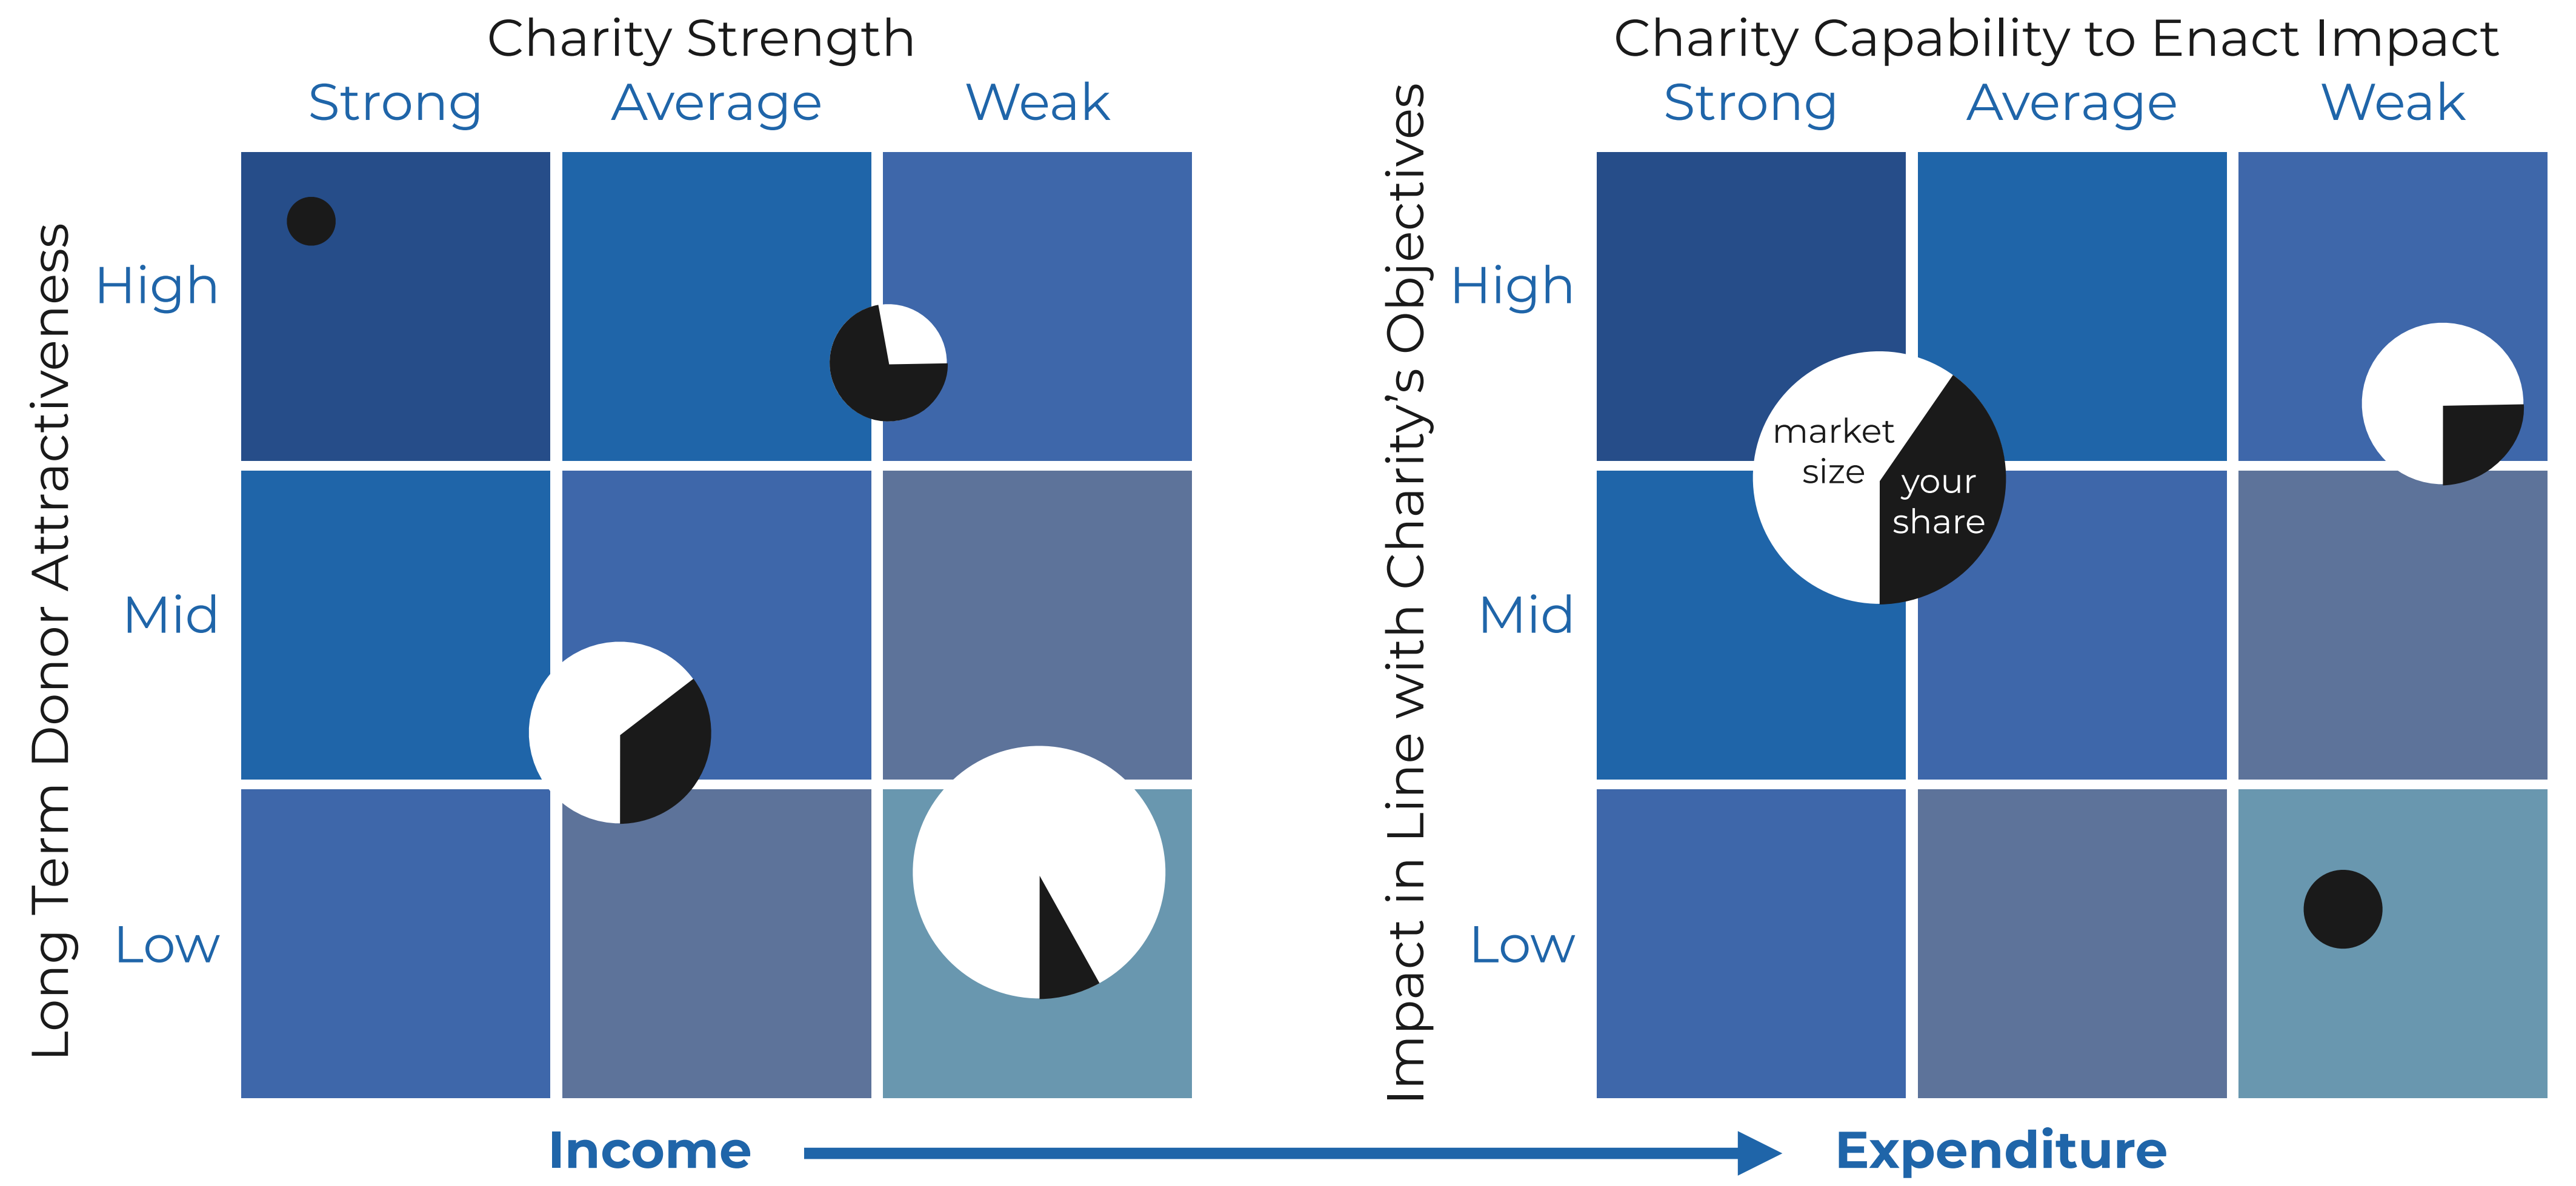 Charity Strength
Strong Average Weak
Long Term Donor Attractiveness
High
Mid
Low
Charity Capability to Enact Impact
Strong Average Weak
Impact in Line with Charity’s Objectives
High
Mid
Low
market
size
your
share
Income
Expenditure